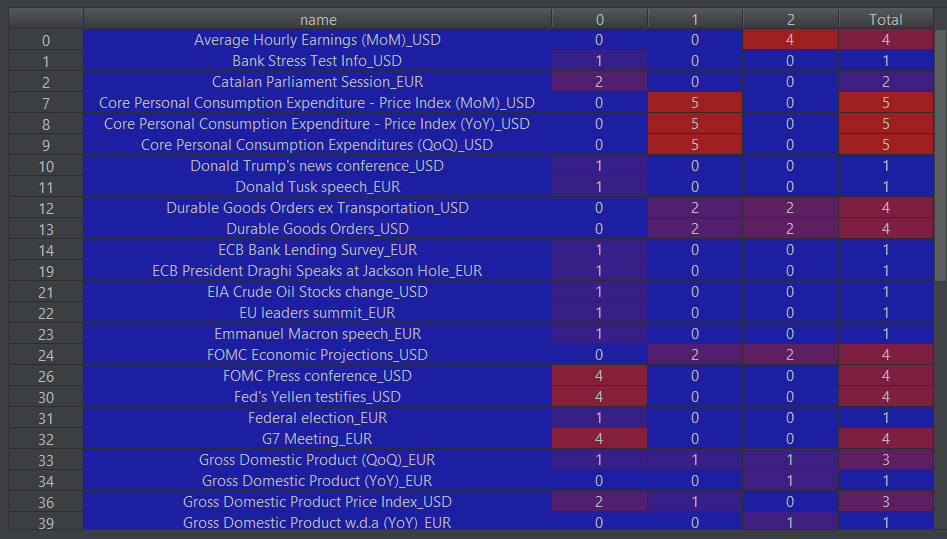 name 0 1 2 Total
0 Average Hourly Earnings (MoM)_USD 0 0 4 4
1 Bank Stress Test Info_USD 1 0 0 1
2 Catalan Parliament Session_EUR 2 0 0 2
7 Core Personal Consumption Expenditure - Price Index (MoM)_USD 0 5 0 5
8 Core Personal Consumption Expenditure - Price Index (YoY)_USD 0 5 0 5
9 Core Personal Consumption Expenditures (QoQ)_USD 0 5 0 5
10 Donald Trump's news conference_USD 1 0 0 1
11 Donald Tusk speech_EUR 1 0 0 1
12 Durable Goods Orders ex Transportation_USD 0 2 2 4
13 Durable Goods Orders_USD 0 2 2 4
14 ECB Bank Lending Survey_EUR 1 0 0 1
19 ECB President Draghi Speaks at Jackson Hole_EUR 1 0 0 1
21 EIA Crude Oil Stocks change_USD 1 0 0 1
22 EU leaders summit_EUR 1 0 0 1
23 Emmanuel Macron speech_EUR 1 0 0 1
24 FOMC Economic Projections_USD 0 2 2 4
26 FOMC Press conference_USD 4 0 0 4
30 Fed's Yellen testifies_USD 4 0 0 4
31 Federal election_EUR 1 0 0 1
32 G7 Meeting_EUR 4 0 0 4
33 Gross Domestic Product (QoQ)_EUR 1 1 1 3
34 Gross Domestic Product (YoY)_EUR 0 0 1 1
36 Gross Domestic Product Price Index_USD 2 1 0 3
39 Gross Domestic Product w.d.a (YoY)_EUR 0 0 1 1